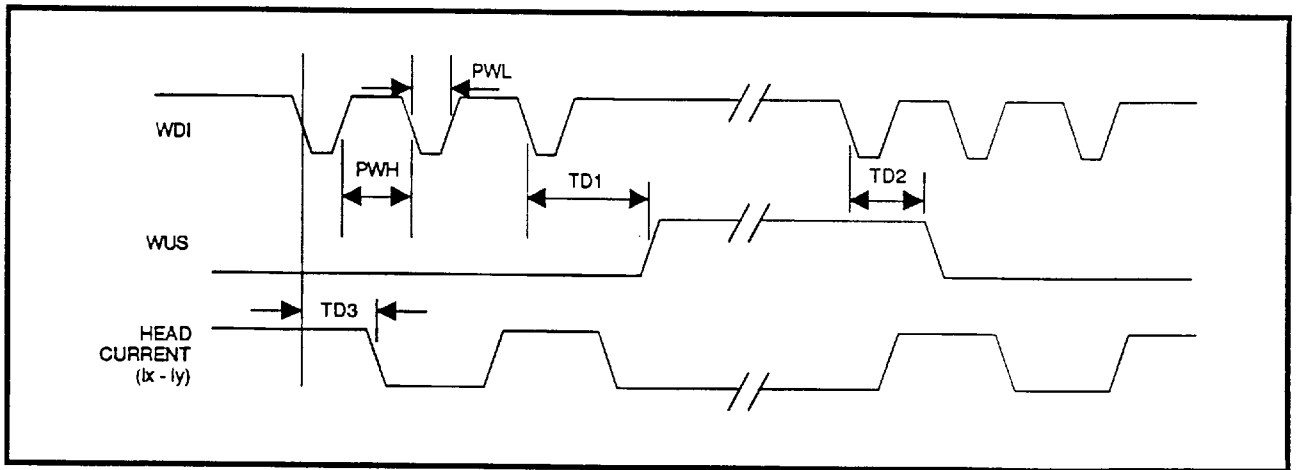 PWL
WDI
PWH
TD1
TD2
WUS
TD3
HEAD
CURRENT
(Ix - Iy)